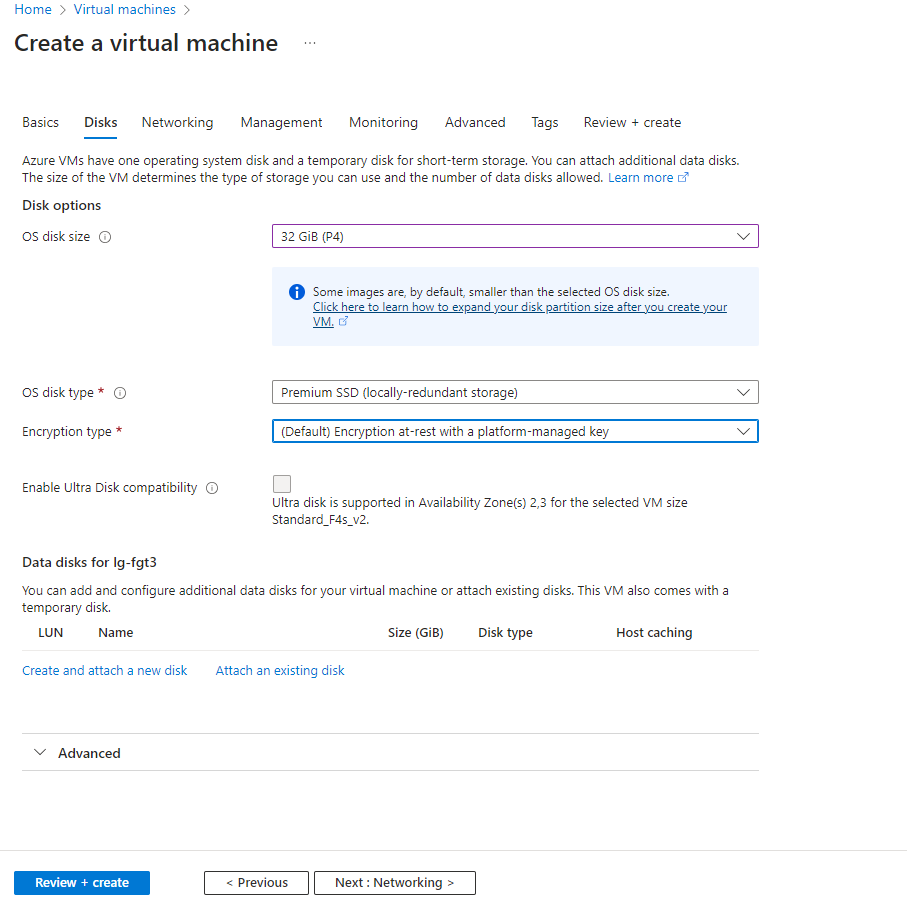 Home > Virtual machines >
Create a virtual machine ...
Basics Disks Networking Management Monitoring Advanced Tags Review + create
Azure VMs have one operating system disk and a temporary disk for short-term storage. You can attach additional data disks.
The size of the VM determines the type of storage you can use and the number of data disks allowed. Learn more
Disk options
OS disk size
32 GiB (P4)
Some images are, by default, smaller than the selected OS disk size.
Click here to learn how to expand your disk partition size after you create your
VM.
OS disk type *
Premium SSD (locally-redundant storage)
Encryption type *
(Default) Encryption at-rest with a platform-managed key
Enable Ultra Disk compatibility
Ultra disk is supported in Availability Zone(s) 2,3 for the selected VM size
Standard_F4s_v2.
Data disks for lg-fgt3
You can add and configure additional data disks for your virtual machine or attach existing disks. This VM also comes with a
temporary disk.
LUN Name Size (GiB) Disk type Host caching
Create and attach a new disk Attach an existing disk
Advanced
Review + create < Previous Next : Networking >